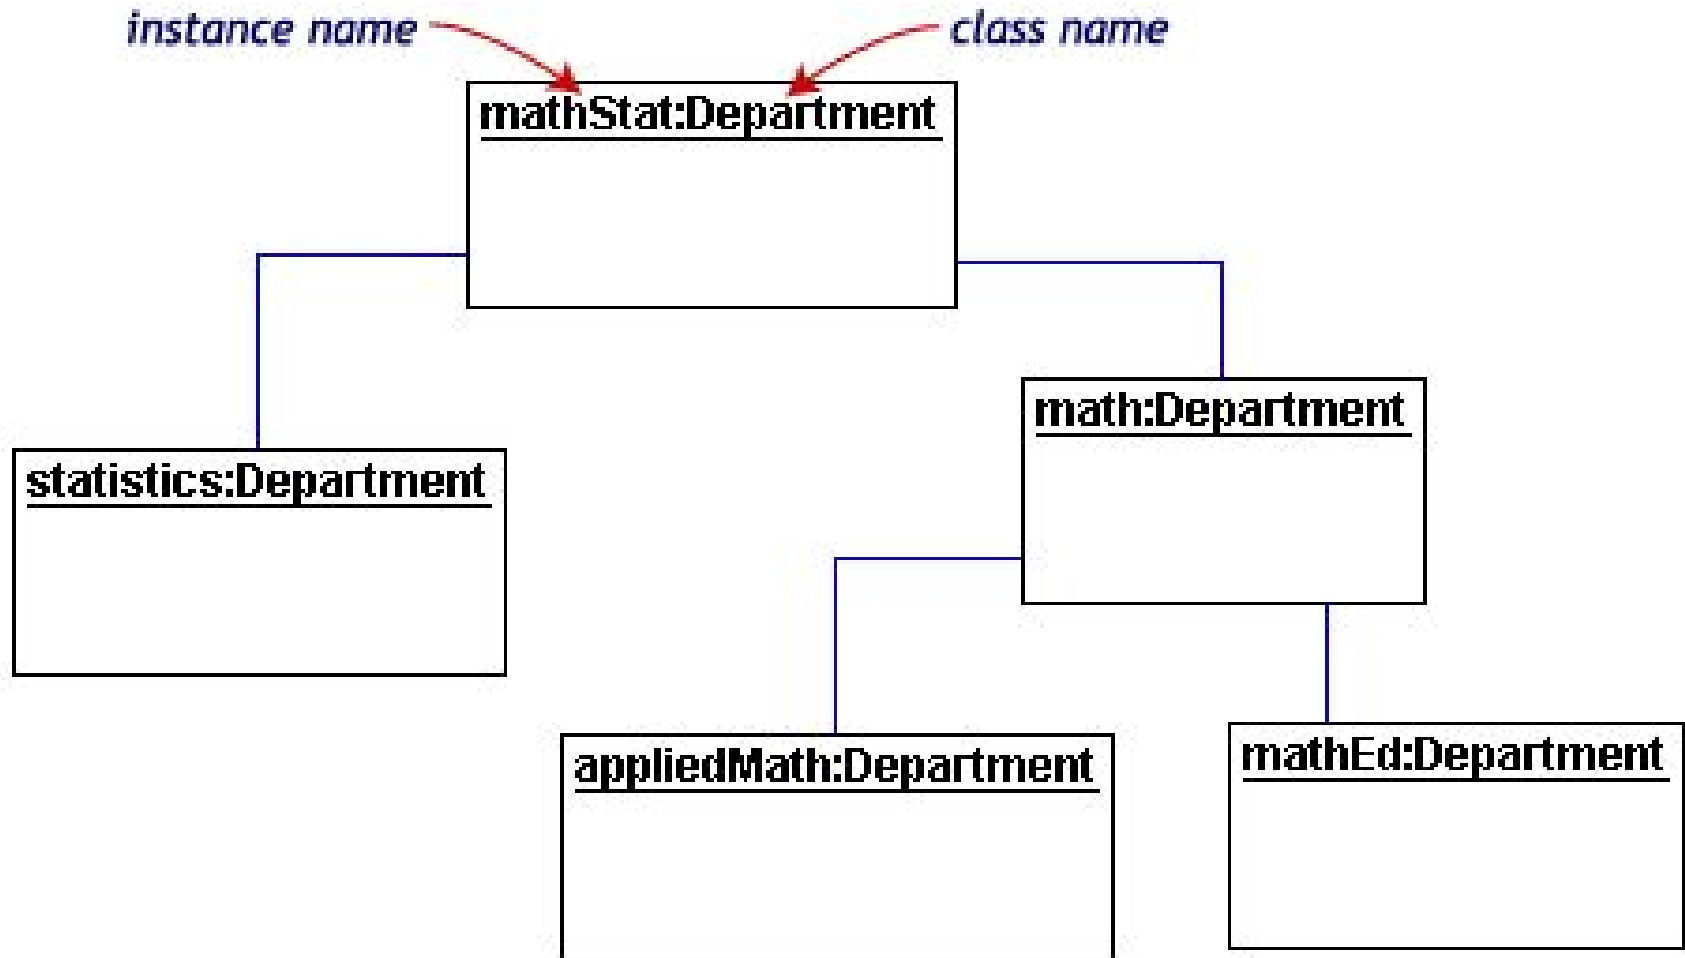 instance name
class name
mathStat:Department
math:Department
statistics:Department
appliedMath:Department
mathEd:Department